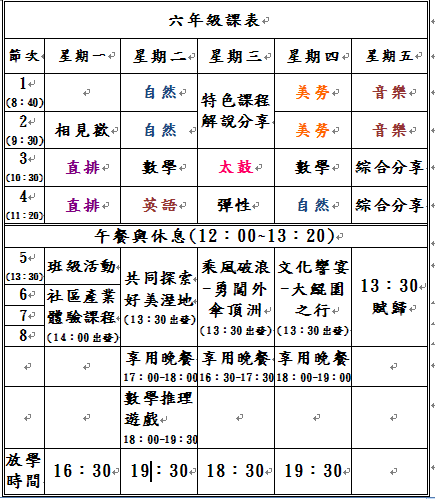 六年級課表
節次 星期一 星期二 星期三 星期四 星期五
1 自然 特色課程 美勞 音樂
(8:40)
2 相見歡 自然 解說分享 美勞 音樂
(9:30)
3 直排 數學 太鼓 數學 綜合分享
(10:30)
4 直排 英語 彈性 自然 綜合分享
(11:20)
午餐與休息(12:00~13:20)
5 班級活動 共同探索 乘風破浪 文化饗宴 13:30
(13:30)
6 社區產業 好美溼地 -勇闖外 -大鯤園 賦歸
7 體驗課程 (13:30出發) 傘頂洲 之行
8 (14:00出發) (13:30出發) (13:30出發)
享用晚餐 享用晚餐 享用晚餐
17:00-18:00 16:30-17:30 18:00-19:00
數學推理
遊戲
18:00-19:30
放學 16:30 19:30 18:30 19:30
時間